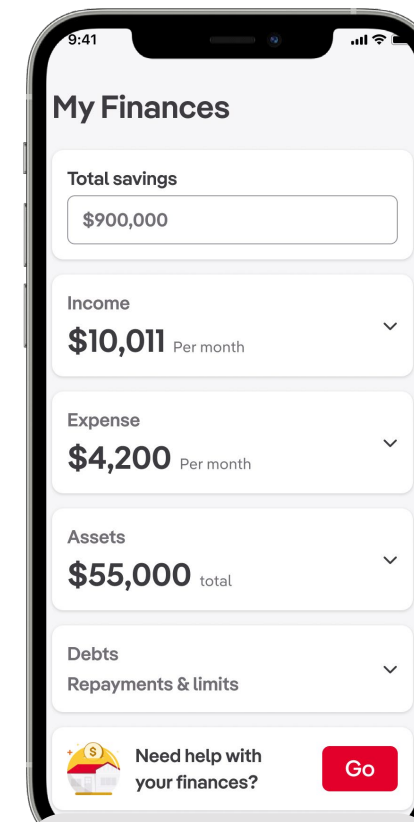 9:41
My Finances
Total savings
$900,000
Income
$10,011 Per month
Expense
$4,200 Per month
Assets
$55,000 total
Debts
Repayments & limits
$
Need help with
your finances?
Go